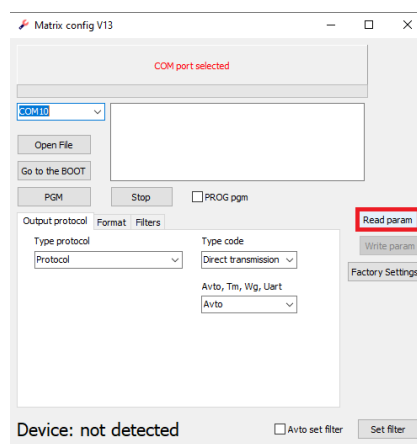 Matrix config V13
COM port selected
COM10
Open File
Go to the BOOT
PGM Stop PROG pgm
Output protocol Format Filters Read param
Type protocol Type code Write param
Protocol Direct transmission
Factory Settings
Avto, Tm, Wg, Uart
Avto
Device: not detected Avto set filter Set filter